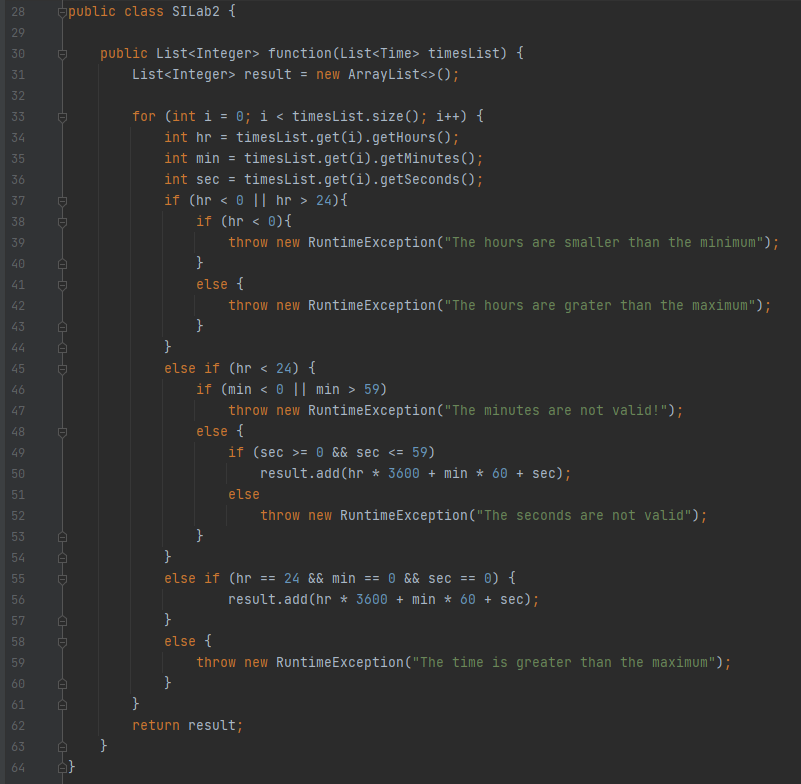 28 public class SILab2 {
29
30     public List<Integer> function(List<Time> timesList) {
31         List<Integer> result = new ArrayList<>();
32
33         for (int i = 0; i < timesList.size(); i++) {
34             int hr = timesList.get(i).getHours();
35             int min = timesList.get(i).getMinutes();
36             int sec = timesList.get(i).getSeconds();
37             if (hr < 0 || hr > 24){
38                 if (hr < 0){
39                     throw new RuntimeException("The hours are smaller than the minimum");
40                 }
41                 else {
42                     throw new RuntimeException("The hours are grater than the maximum");
43                 }
44             }
45             else if (hr < 24) {
46                 if (min < 0 || min > 59)
47                     throw new RuntimeException("The minutes are not valid!");
48                 else {
49                     if (sec >= 0 && sec <= 59)
50                         result.add(hr * 3600 + min * 60 + sec);
51                     else
52                         throw new RuntimeException("The seconds are not valid");
53                 }
54             }
55             else if (hr == 24 && min == 0 && sec == 0) {
56                     result.add(hr * 3600 + min * 60 + sec);
57             }
58             else {
59                 throw new RuntimeException("The time is greater than the maximum");
60             }
61         }
62         return result;
63     }
64 }